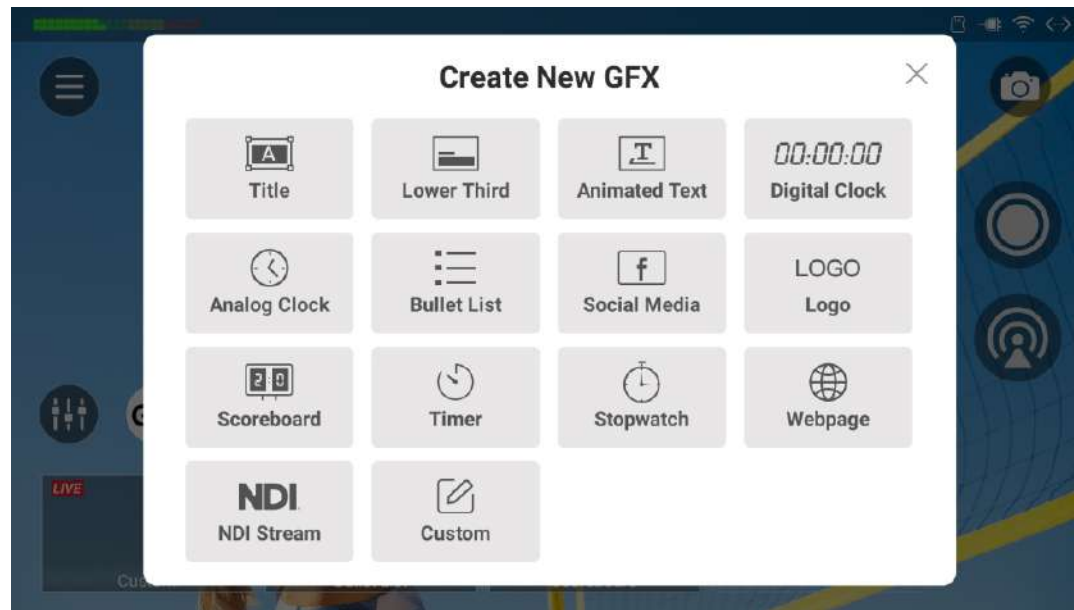 Create New GFX
A
Title
Lower Third
T
Animated Text
00:00:00
Digital Clock
Analog Clock
Bullet List
f
Social Media
LOGO
Logo
2:0
Scoreboard
Timer
Stopwatch
Webpage
NDI
NDI Stream
Custom
LIVE